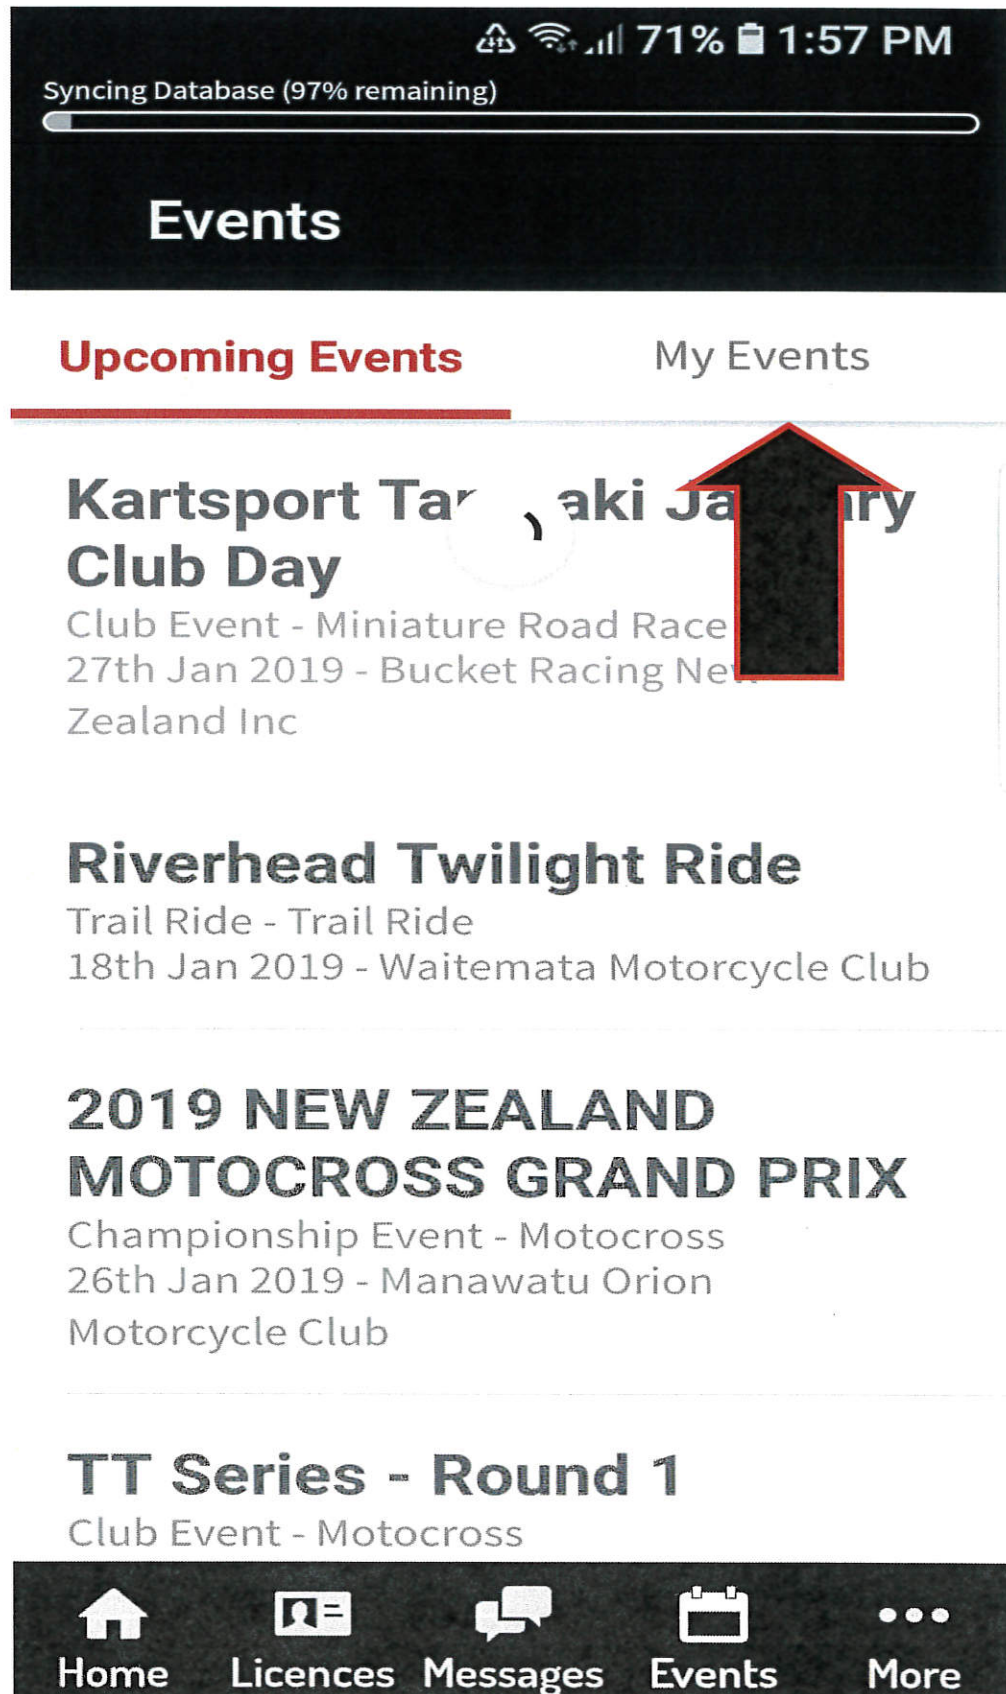 71% 1:57 PM
Syncing Database (97% remaining)
Events
Upcoming Events My Events
Kartsport
Club Day
Club Event - Miniature Road Race
27th Jan 2019 - Bucket Racing New
Zealand Inc
Riverhead Twilight Ride
Trail Ride - Trail Ride
18th Jan 2019 - Waitemata Motorcycle Club
2019 NEW ZEALAND
MOTOCROSS GRAND PRIX
Championship Event - Motocross
26th Jan 2019 - Manawatu Orion
Motorcycle Club
TT Series - Round 1
Club Event - Motocross
Home Licences Messages Events More